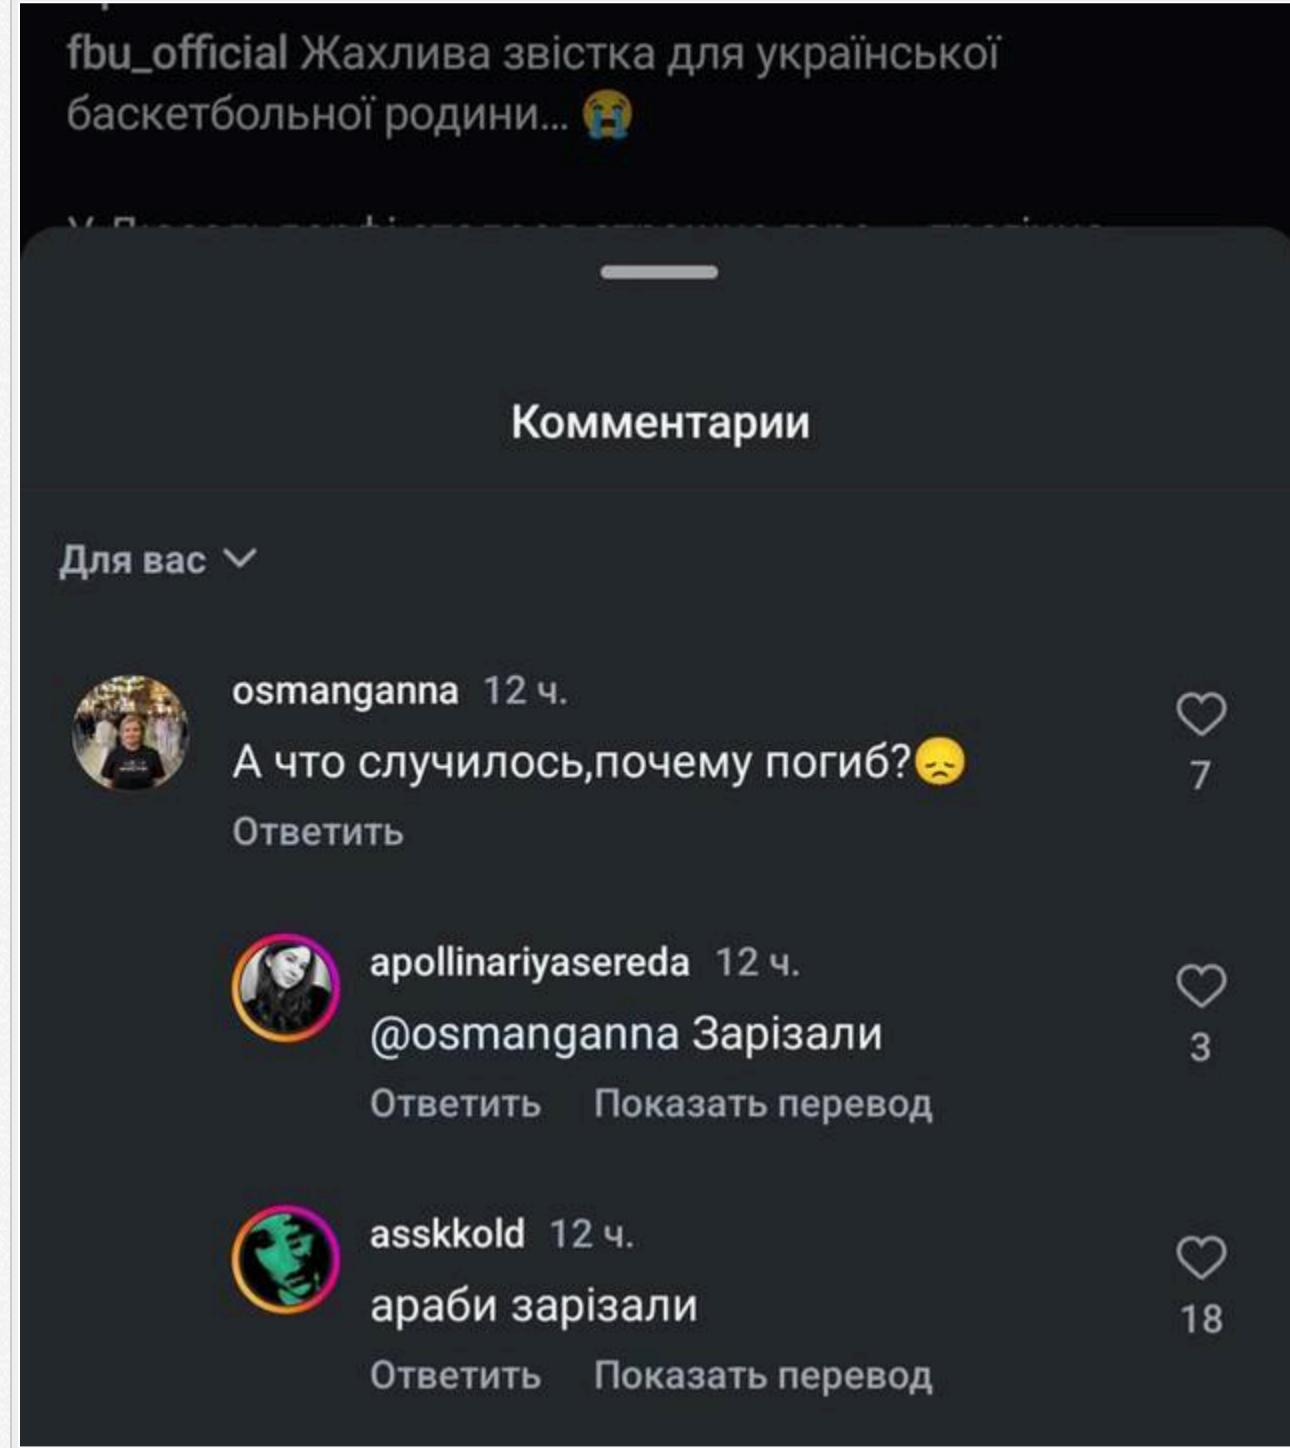 fbu_official Жахлива звістка для української
баскетбольної родини... 😭
Комментарии
Для вас
osmanganna 12 ч.
А что случилось,почему погиб?😞
7
Ответить
apollinariyasereda 12 ч.
@osmanganna Зарізали
3
Ответить Показать перевод
asskkold 12 ч.
араби зарізали
18
Ответить Показать перевод